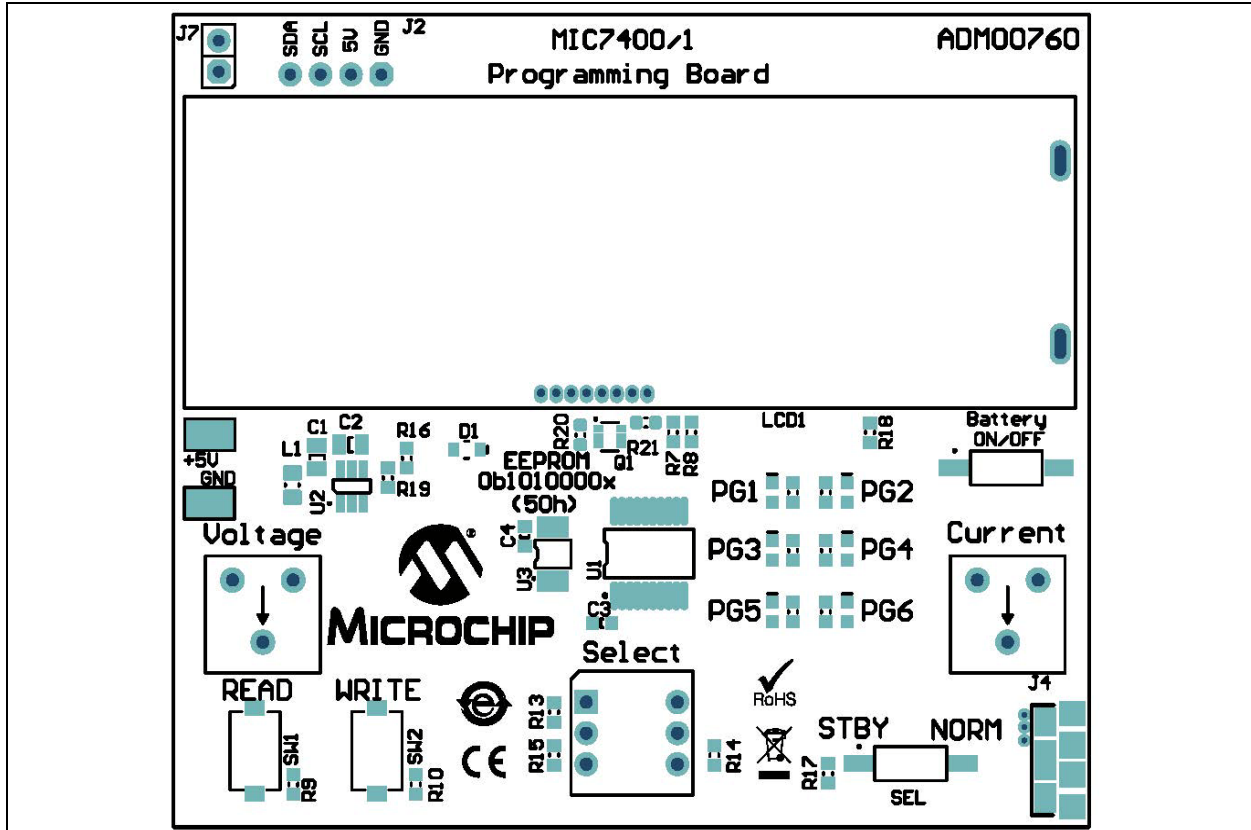 J7 SDA SCL 5V GND J2 MIC7400/1 ADM00760
Programming Board
C1 C2 R16 D1 R20 Q1 R21 R7 R8 LCD1 R18 Battery
ON/OFF
L1
+5V
GND
U2
R19
EEPROM
0b1010000x
(50h)
PG1 PG2
Voltage
C4
U3
U1
PG3 PG4
Current
MICROCHIP
®
C3
PG5 PG6
Select
READ WRITE
e
R13
RoHS
J4
SW1 SW2 CE R15 R14 STBY NORM
R9 R10 R17 SEL